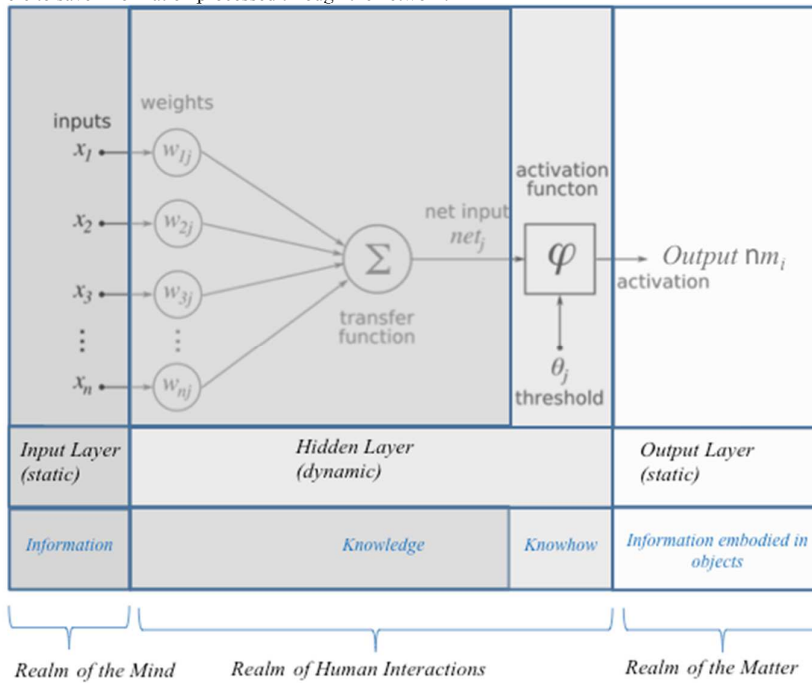 weights
inputs
x1
w1j
x2
w2j
x3
w3j
⋮
⋮
xn
wnj
Σ
transfer
function
net input
netj
activation
functon
φ
θj
threshold
Output nmi
activation
Input Layer
(static)
Hidden Layer
(dynamic)
Output Layer
(static)
Information
Knowledge
Knowhow
Information embodied in
objects
Realm of the Mind
Realm of Human Interactions
Realm of the Matter